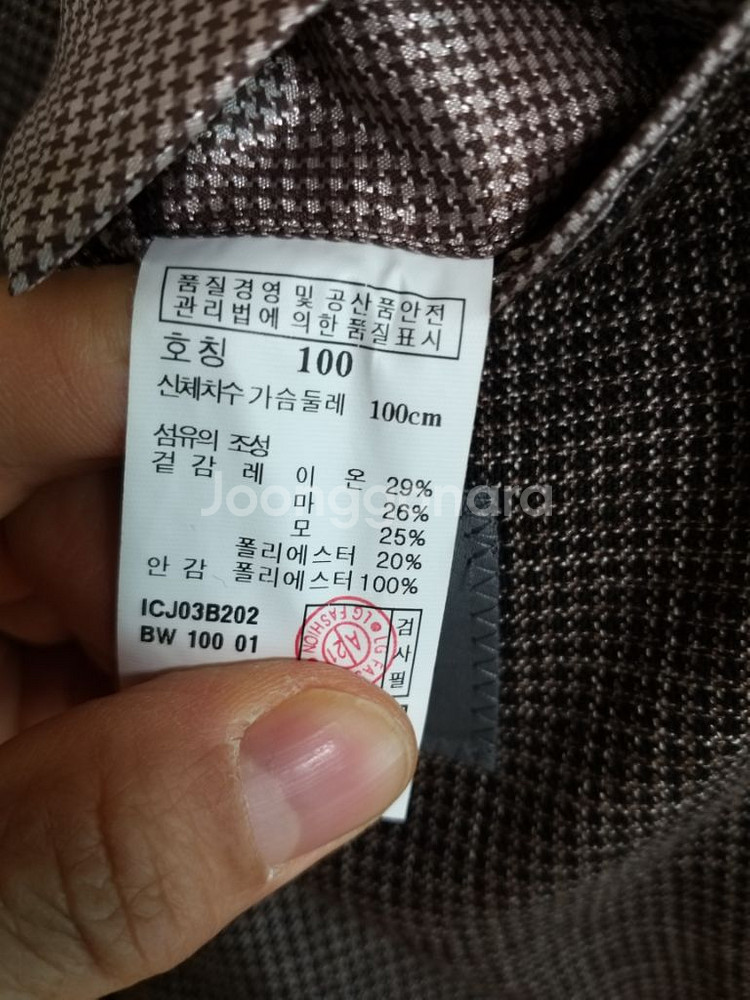 품질경영 및 공산품안전
관리법에 의한 품질표시
호칭 100
신체치수 가슴둘레 100cm
섬유의 조성
겉감 레이온 29%
마 26%
모 25%
폴리에스터 20%
안감 폴리에스터 100%
ICJ03B202
BW 100 01
검사필
LG FASHION
Joonggonara